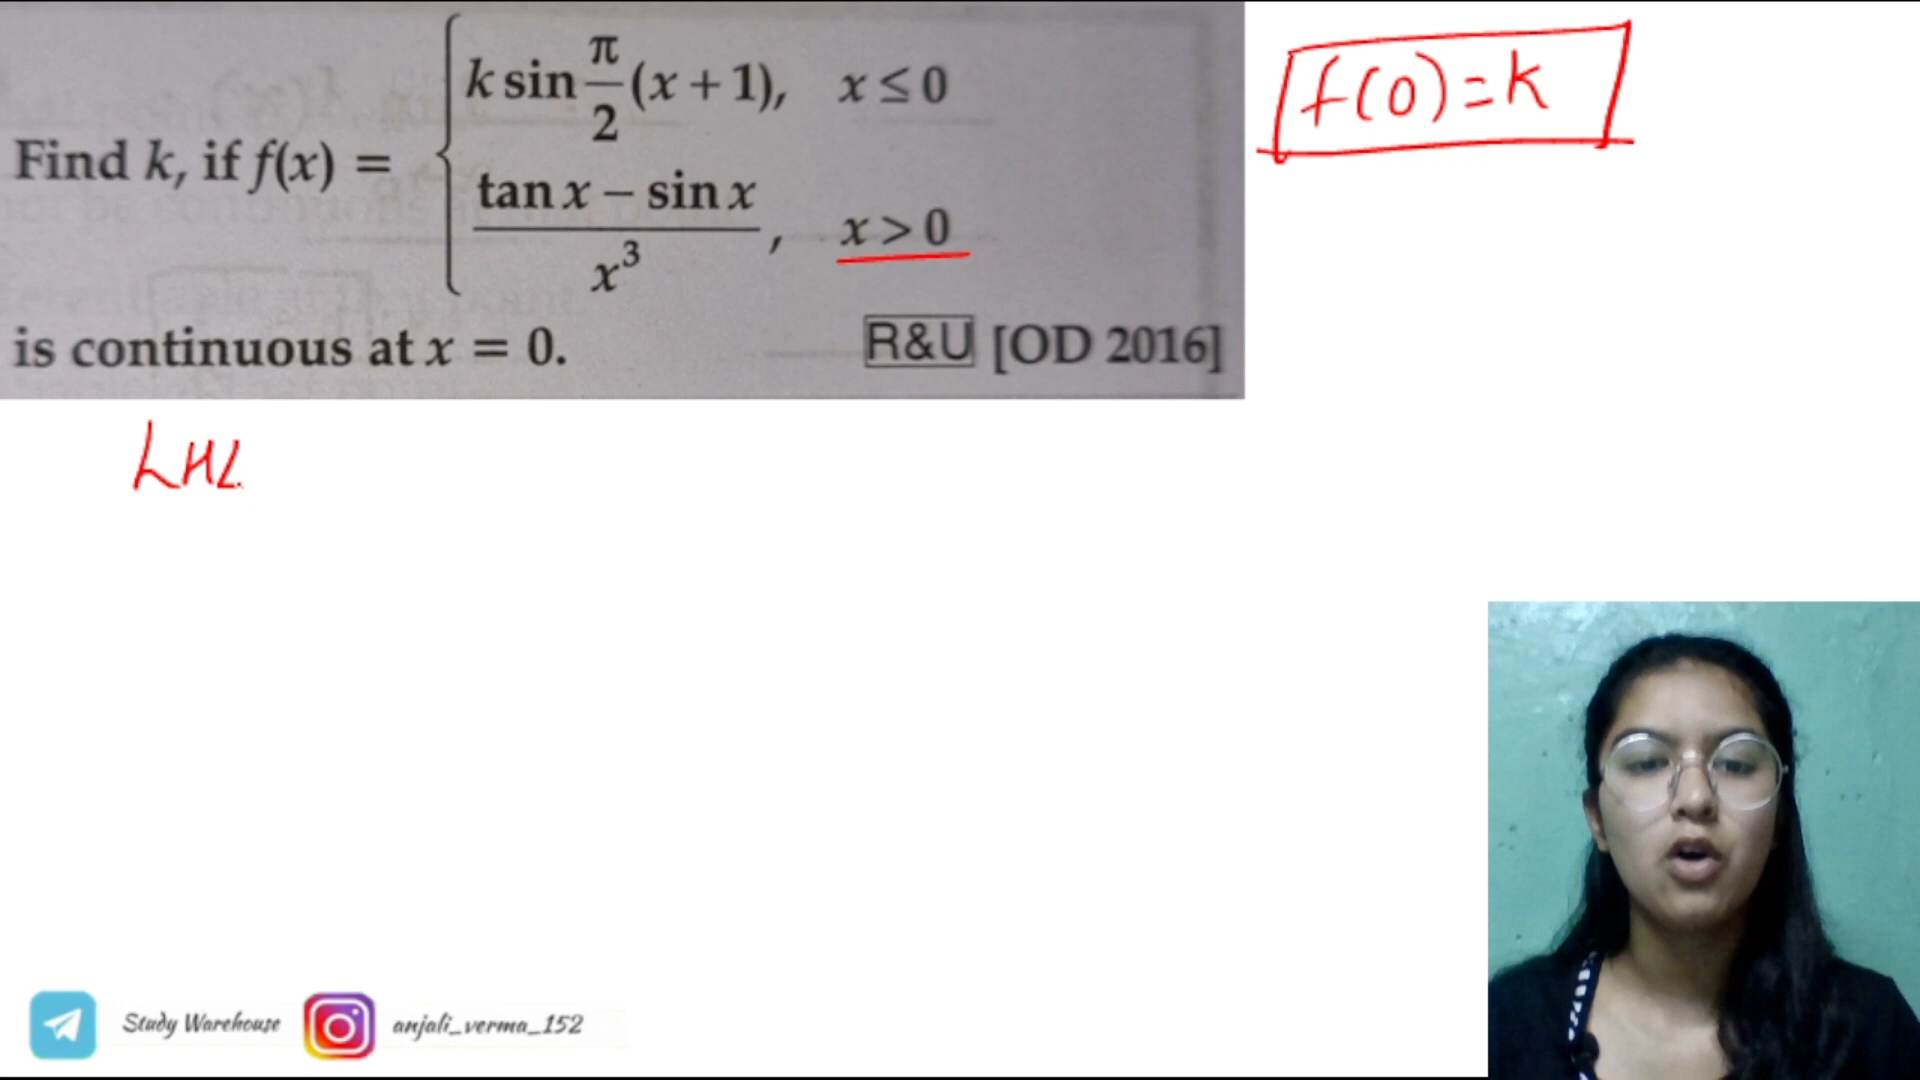 Find k, if f(x) = { k sin π/2 (x + 1), x ≤ 0
tan x – sin x / x³, x > 0
is continuous at x = 0. R&U [OD 2016]
f(0)=k
LHL
Study Warehouse anjali_verma_152